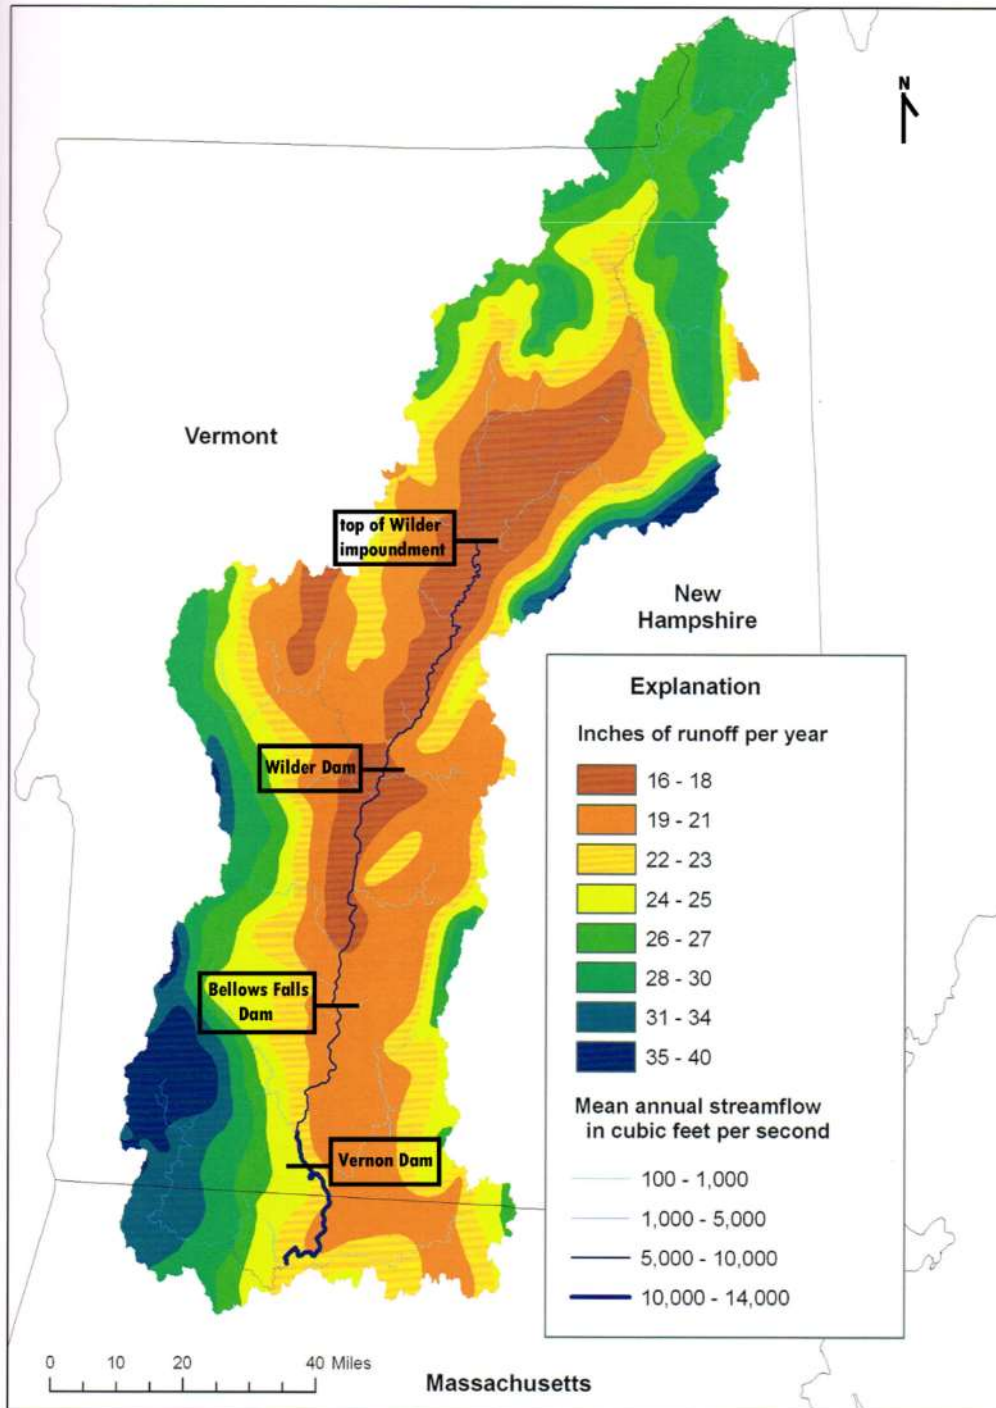 N
Vermont
top of Wilder
impoundment
New
Hampshire
Wilder Dam
Bellows Falls
Dam
Vernon Dam
Explanation
Inches of runoff per year
16 - 18
19 - 21
22 - 23
24 - 25
26 - 27
28 - 30
31 - 34
35 - 40
Mean annual streamflow
in cubic feet per second
100 - 1,000
1,000 - 5,000
5,000 - 10,000
10,000 - 14,000
0 10 20 40 Miles
Massachusetts